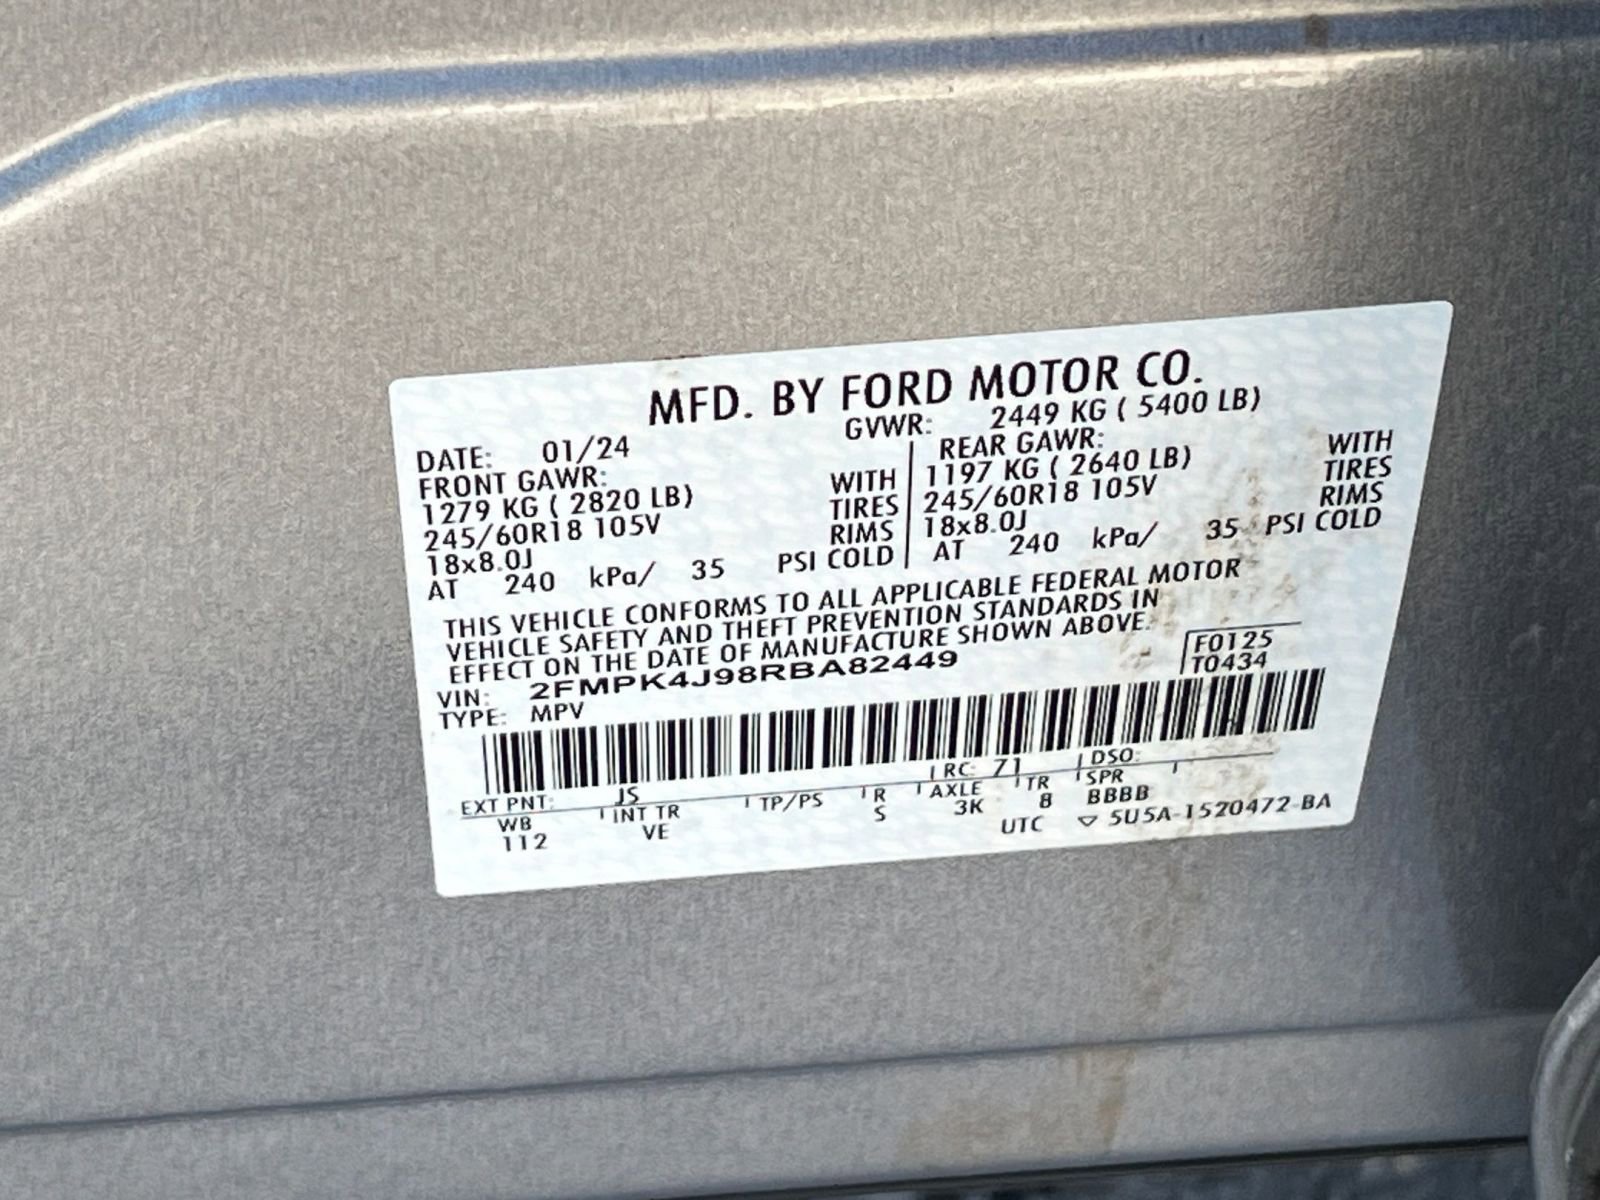 MFD. BY FORD MOTOR CO.
DATE: 01/24 GVWR: 2449 KG ( 5400 LB)
FRONT GAWR: WITH
1279 KG ( 2820 LB) TIRES
245/60R18 105V RIMS
18x8.0J
AT 240 kPa/ 35 PSI COLD
REAR GAWR: WITH
1197 KG ( 2640 LB) TIRES
245/60R18 105V RIMS
18x8.0J
AT 240 kPa/ 35 PSI COLD
THIS VEHICLE CONFORMS TO ALL APPLICABLE FEDERAL MOTOR
VEHICLE SAFETY AND THEFT PREVENTION STANDARDS IN
EFFECT ON THE DATE OF MANUFACTURE SHOWN ABOVE.
VIN: 2FMPK4J98RBA82449
TYPE: MPV
F0125
T0434
EXT PNT: JS RC: 71 DSO:
WB INT TR TP/PS R AXLE TR SPR
112 VE S 3K 8 BBBB
UTC ▽ 5U5A-1520472-BA